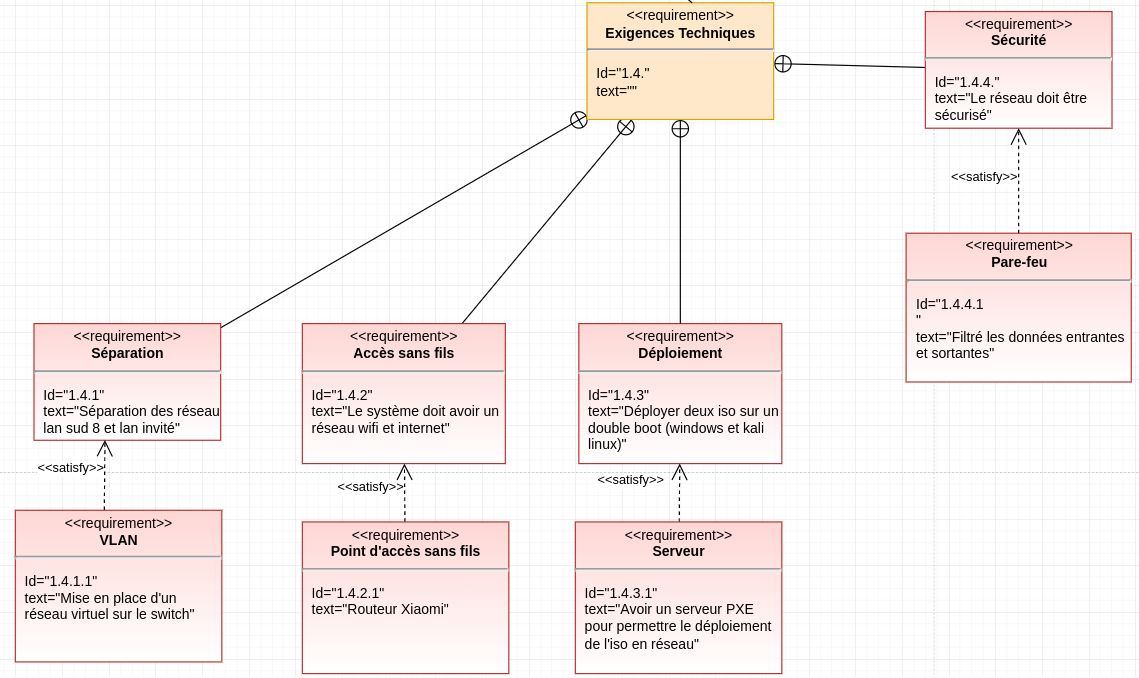 <<requirement>>
Exigences Techniques
Id="1.4."
text=""
<<requirement>>
Sécurité
Id="1.4.4."
text="Le réseau doit être
sécurisé"
<<satisfy>>
<<requirement>>
Pare-feu
Id="1.4.4.1
"
text="Filtré les données entrantes
et sortantes"
<<requirement>>
Séparation
Id="1.4.1"
text="Séparation des réseau
lan sud 8 et lan invité"
<<requirement>>
Accès sans fils
Id="1.4.2"
text="Le système doit avoir un
réseau wifi et internet"
<<requirement>>
Déploiement
Id="1.4.3"
text="Déployer deux iso sur un
double boot (windows et kali
linux)"
<<satisfy>>
<<satisfy>>
<<satisfy>>
<<requirement>>
VLAN
Id="1.4.1.1"
text="Mise en place d'un
réseau virtuel sur le switch"
<<requirement>>
Point d'accès sans fils
Id="1.4.2.1"
text="Routeur Xiaomi"
<<requirement>>
Serveur
Id="1.4.3.1"
text="Avoir un serveur PXE
pour permettre le déploiement
de l'iso en réseau"